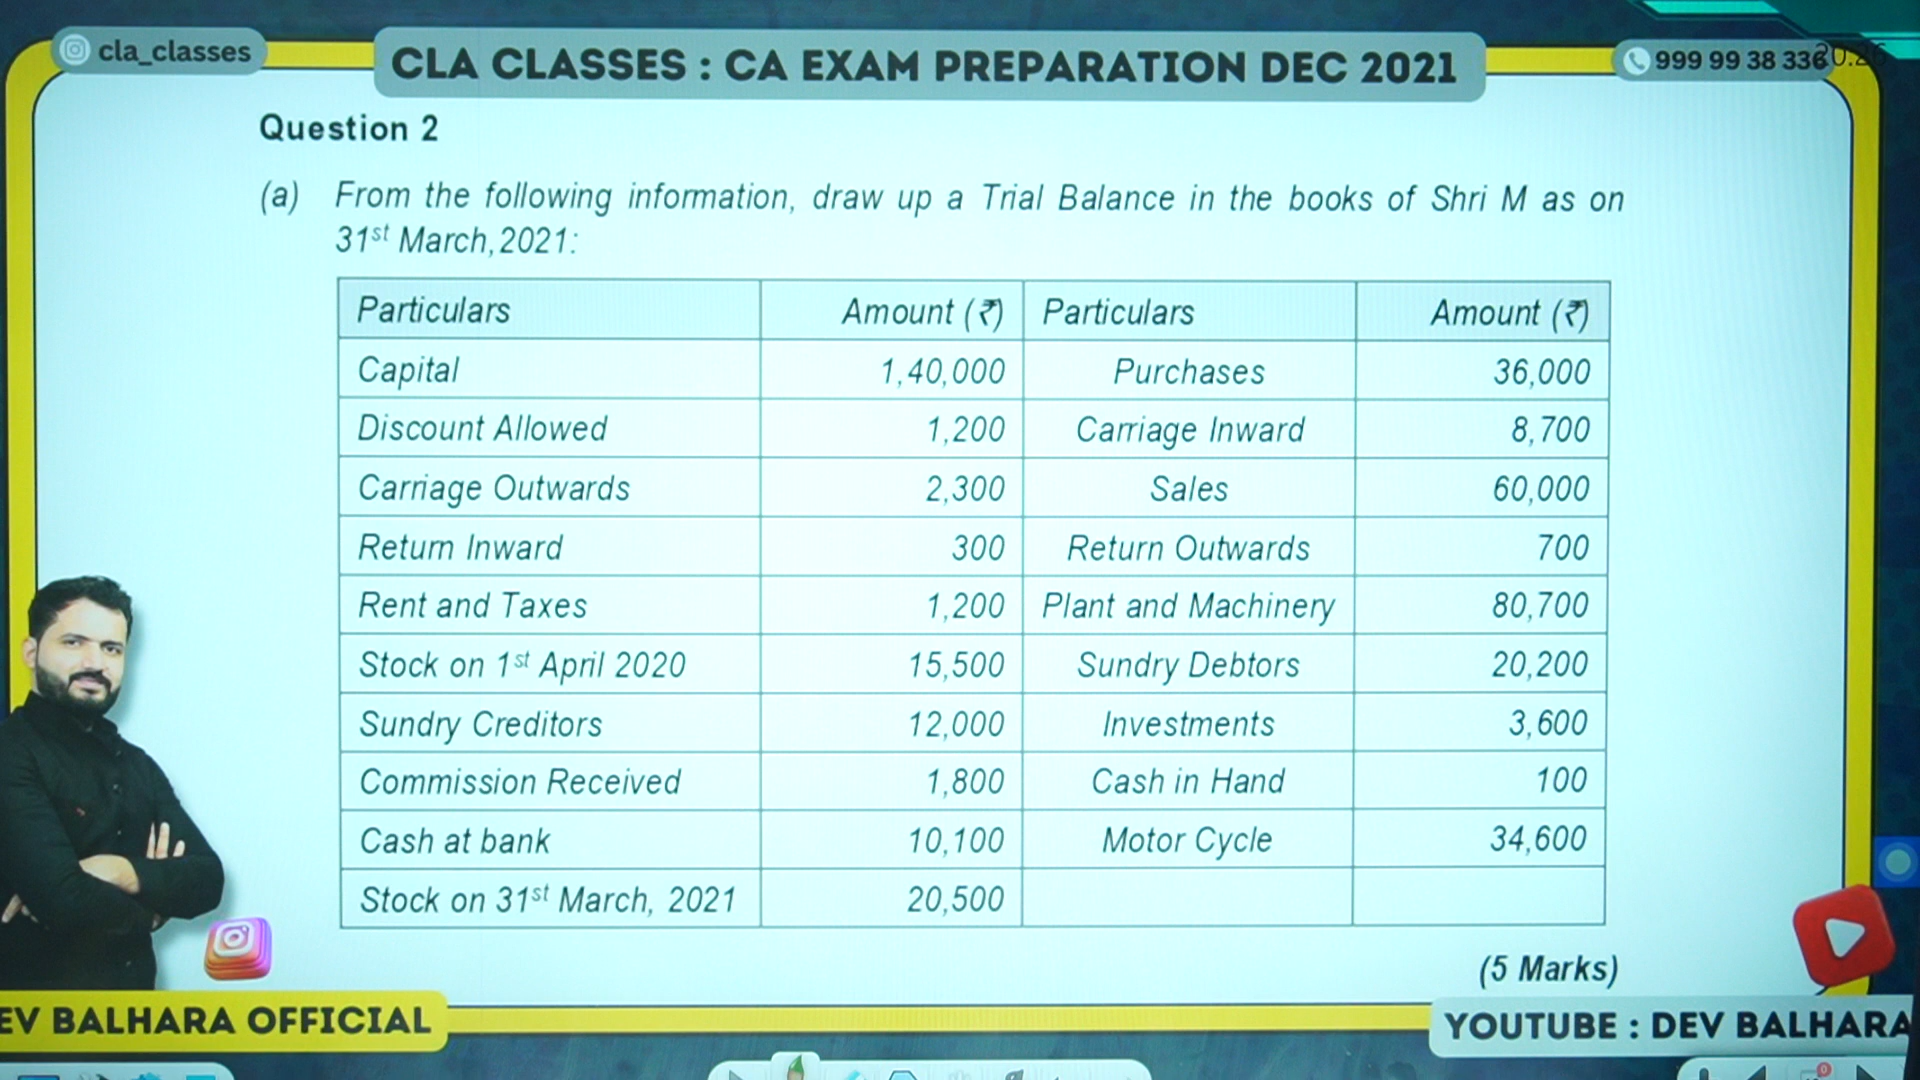 cla_classes
CLA CLASSES : CA EXAM PREPARATION DEC 2021
999 99 38 336
20:26
Question 2
(a) From the following information, draw up a Trial Balance in the books of Shri M as on
31st March, 2021:
Particulars Amount (₹) Particulars Amount (₹)
Capital 1,40,000 Purchases 36,000
Discount Allowed 1,200 Carriage Inward 8,700
Carriage Outwards 2,300 Sales 60,000
Return Inward 300 Return Outwards 700
Rent and Taxes 1,200 Plant and Machinery 80,700
Stock on 1st April 2020 15,500 Sundry Debtors 20,200
Sundry Creditors 12,000 Investments 3,600
Commission Received 1,800 Cash in Hand 100
Cash at bank 10,100 Motor Cycle 34,600
Stock on 31st March, 2021 20,500
(5 Marks)
EV BALHARA OFFICIAL
YOUTUBE : DEV BALHARA
0